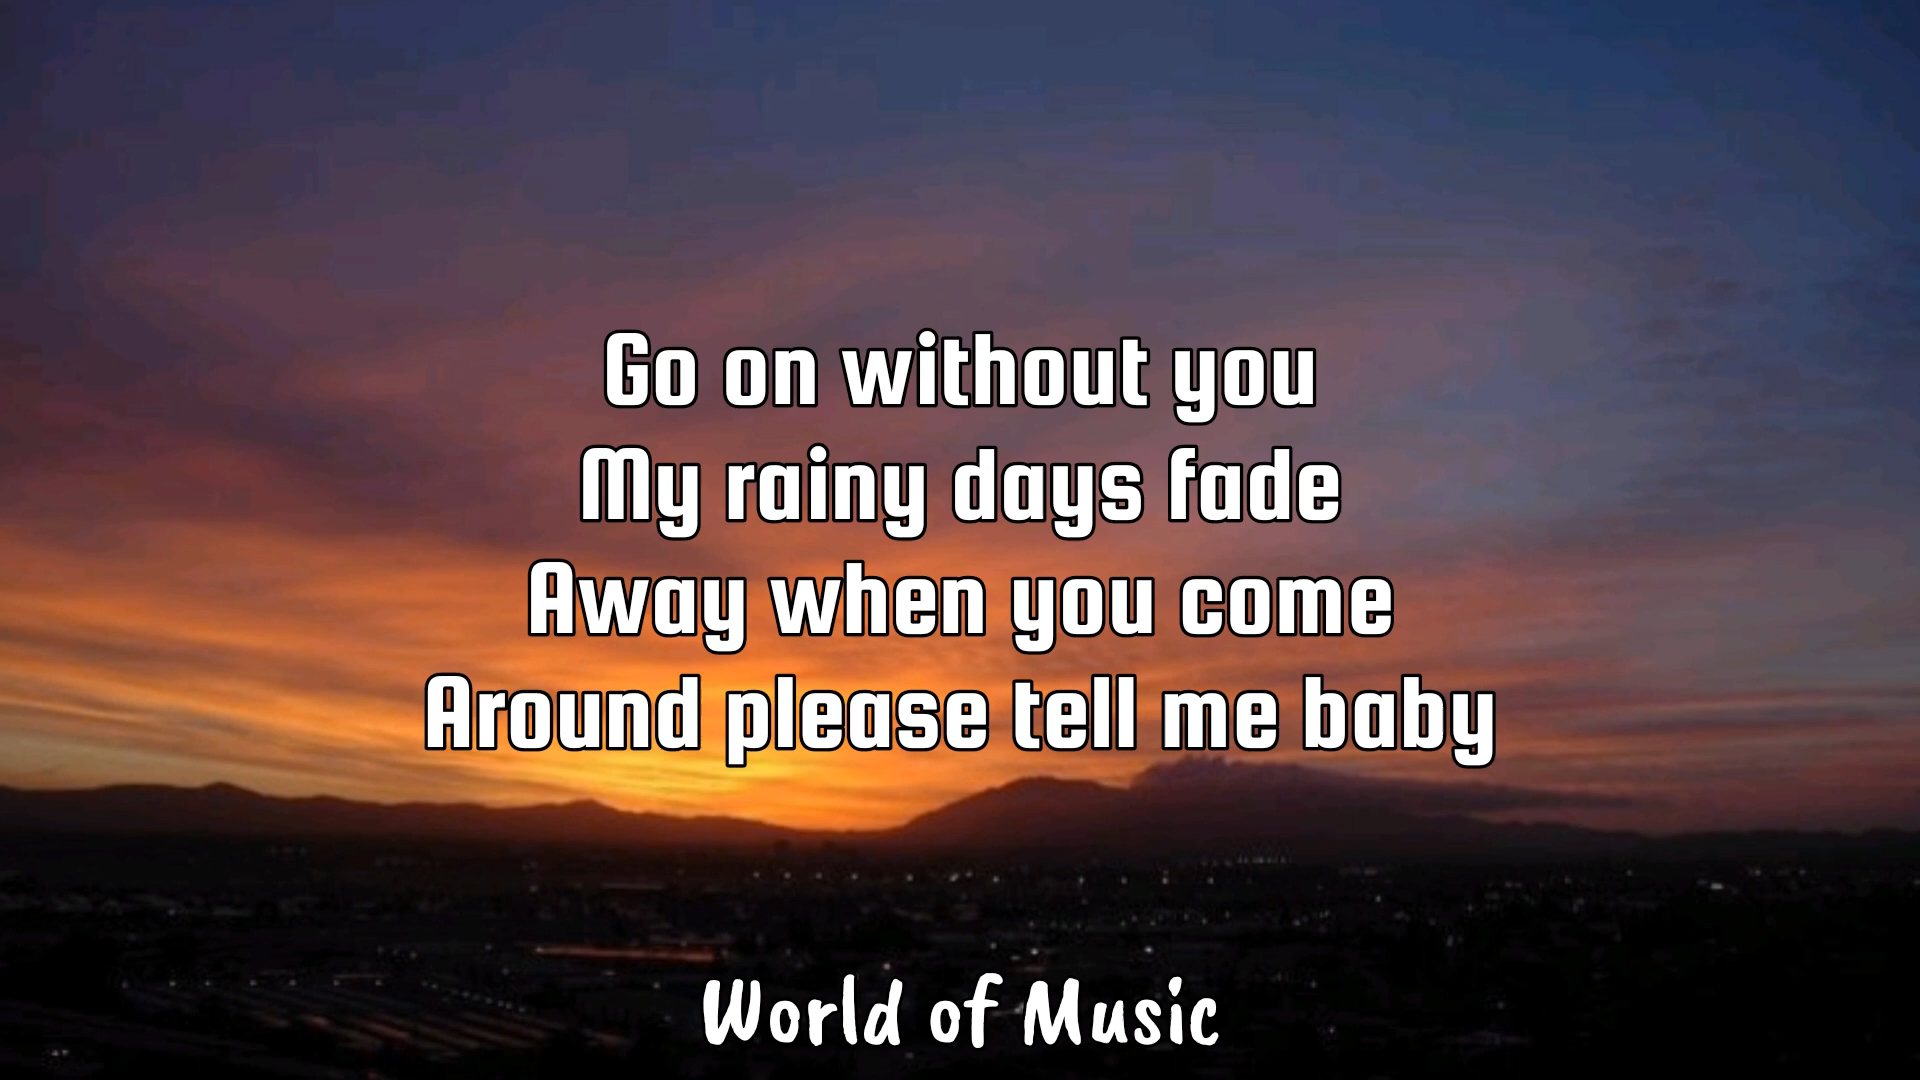 Go on without you
My rainy days fade
Away when you come
Around please tell me baby
World of Music